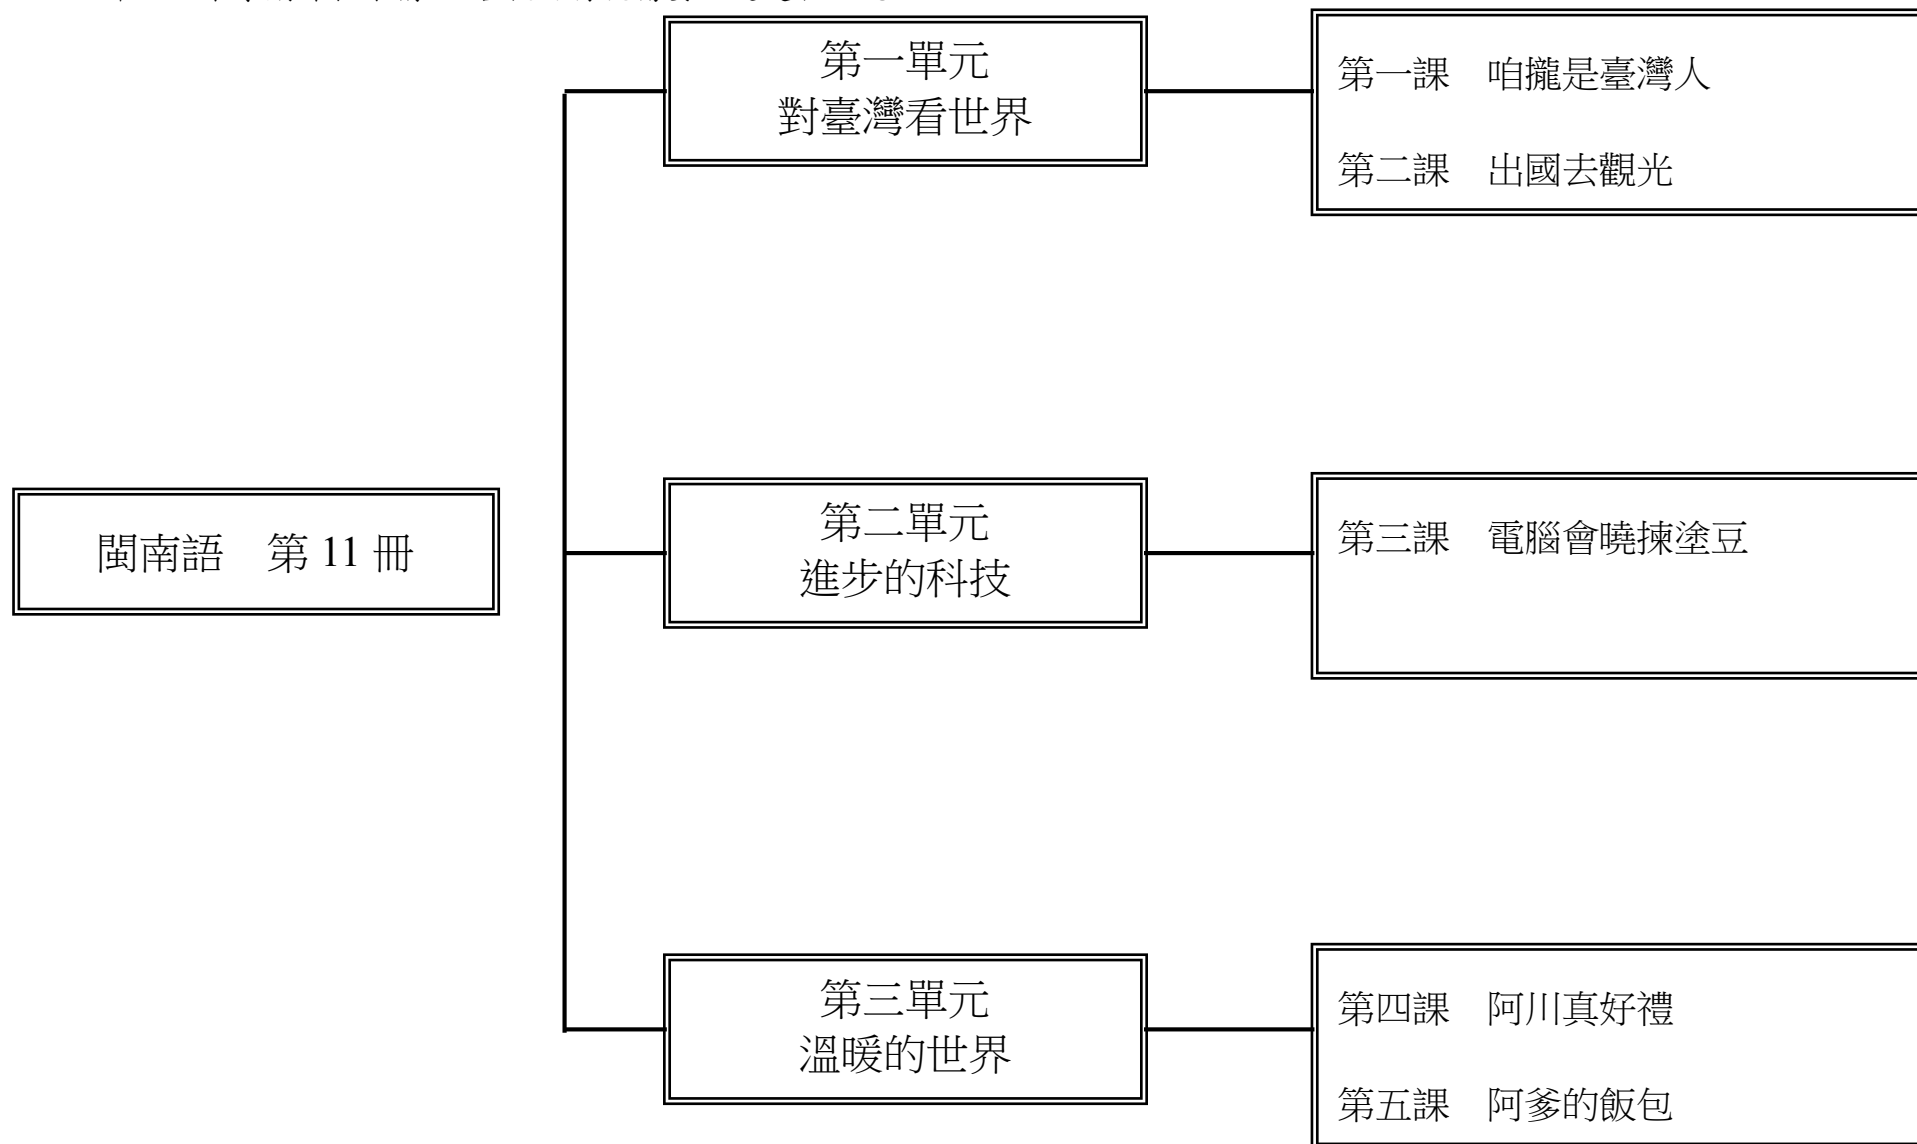 第一單元
對臺灣看世界
第一課　咱攏是臺灣人
第二課　出國去觀光
閩南語　第 11 冊
第二單元
進步的科技
第三課　電腦會曉揀塗豆
第三單元
溫暖的世界
第四課　阿川真好禮
第五課　阿爹的飯包